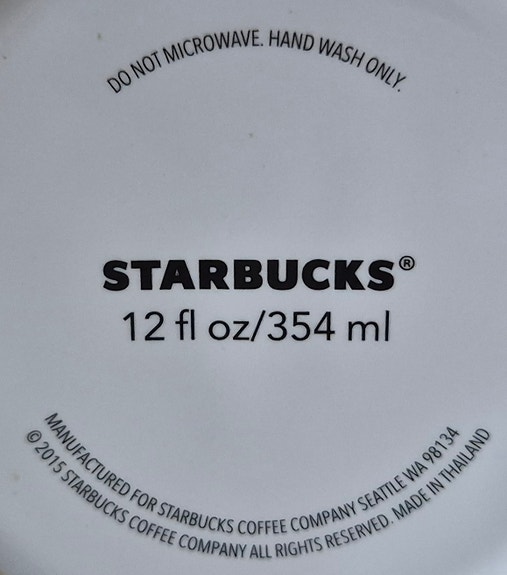 DO NOT MICROWAVE. HAND WASH ONLY.
STARBUCKS®
12 fl oz/354 ml
MANUFACTURED FOR STARBUCKS COFFEE COMPANY SEATTLE WA 98134
© 2015 STARBUCKS COFFEE COMPANY ALL RIGHTS RESERVED. MADE IN THAILAND